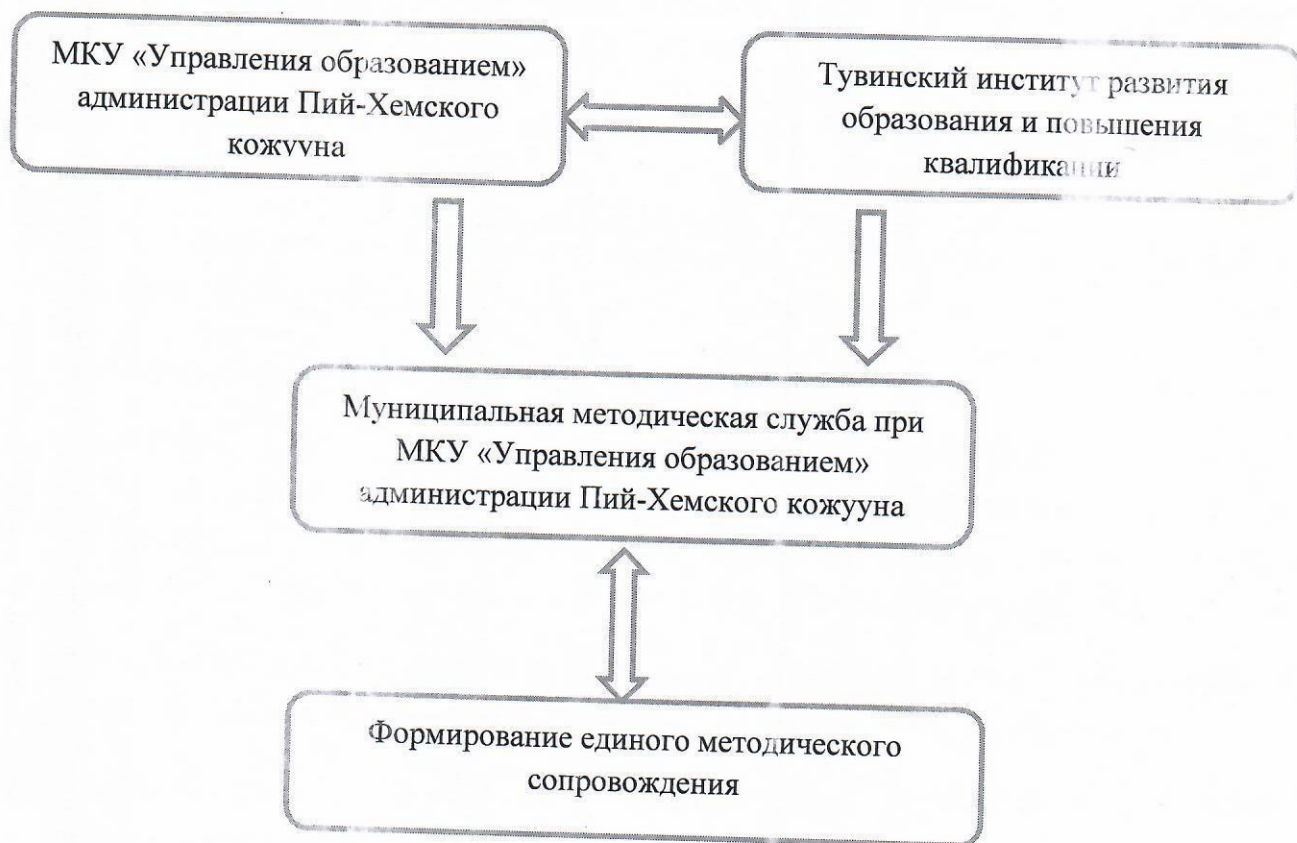 МКУ «Управления образованием»
администрации Пий-Хемского
кожууна
Тувинский институт развития
образования и повышения
квалификации
Муниципальная методическая служба при
МКУ «Управления образованием»
администрации Пий-Хемского кожууна
Формирование единого методического
сопровождения